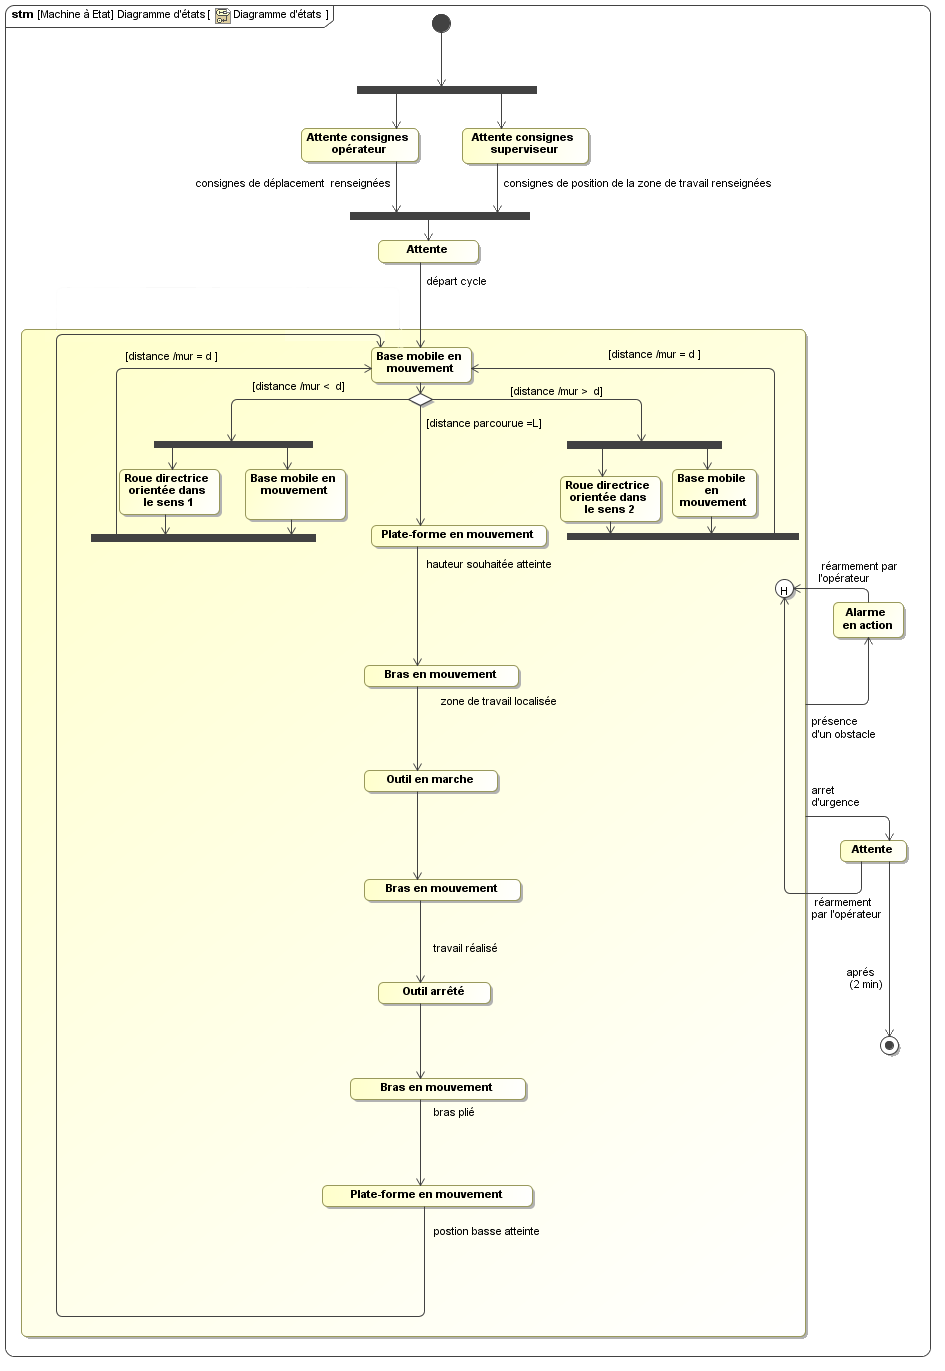 stm [Machine à Etat] Diagramme d'états [ Diagramme d'états ]
Attente consignes
opérateur
Attente consignes
superviseur
consignes de déplacement renseignées
consignes de position de la zone de travail renseignées
Attente
départ cycle
[distance /mur = d ]
Base mobile en
mouvement
[distance /mur = d ]
[distance /mur < d]
[distance /mur > d]
[distance parcourue =L]
Roue directrice
orientée dans
le sens 1
Base mobile en
mouvement
Roue directrice
orientée dans
le sens 2
Base mobile
en
mouvement
Plate-forme en mouvement
hauteur souhaitée atteinte
réarmement par
l'opérateur
H
Alarme
en action
Bras en mouvement
zone de travail localisée
présence
d'un obstacle
Outil en marche
arret
d'urgence
Attente
Bras en mouvement
réarmement
par l'opérateur
travail réalisé
aprés
(2 min)
Outil arrêté
Bras en mouvement
bras plié
Plate-forme en mouvement
postion basse atteinte